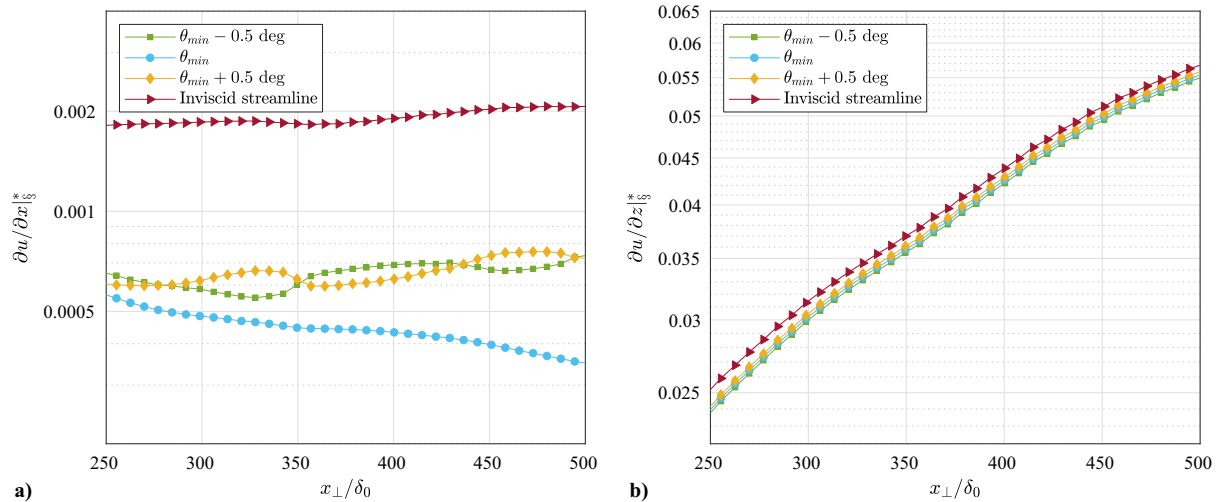 θmin − 0.5 deg
θmin
θmin + 0.5 deg
Inviscid streamline
0.002
0.001
0.0005
∂u/∂x|*§
250 300 350 400 450 500
x⊥/δ0
a)
θmin − 0.5 deg
θmin
θmin + 0.5 deg
Inviscid streamline
0.065
0.06
0.055
0.05
0.045
0.04
0.035
0.03
0.025
∂u/∂z|*§
250 300 350 400 450 500
x⊥/δ0
b)